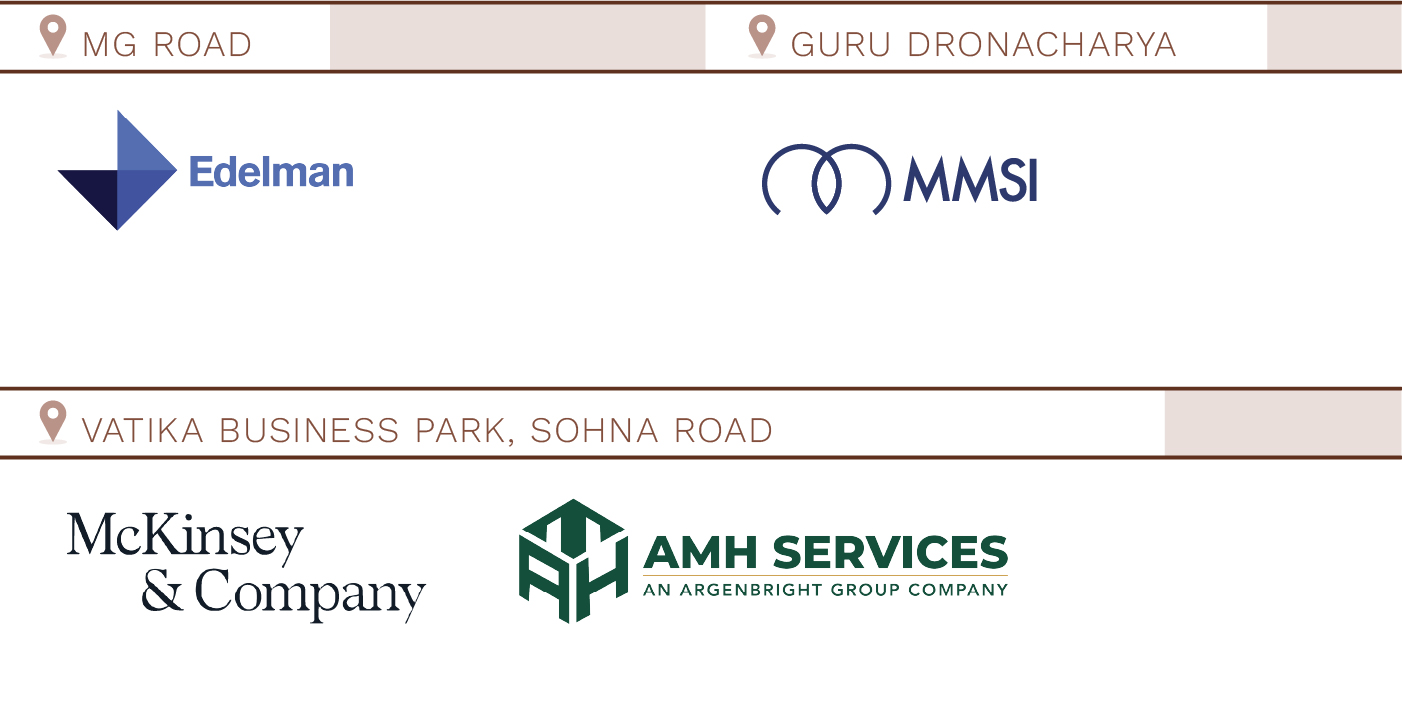 MG ROAD
GURU DRONACHARYA
Edelman
MMSI
VATIKA BUSINESS PARK, SOHNA ROAD
McKinsey
& Company
AMH SERVICES
AN ARGENBRIGHT GROUP COMPANY